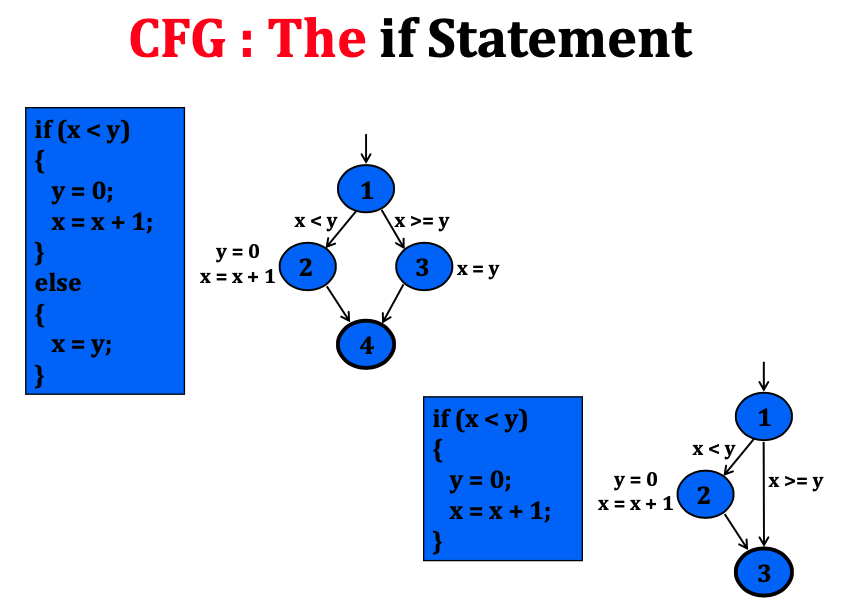 CFG : The if Statement
if (x < y)
{
y = 0;
x = x + 1;
}
else
{
x = y;
}
1
x < y
x >= y
y = 0
x = x + 1
2
3
x = y
4
if (x < y)
{
y = 0;
x = x + 1;
}
1
x < y
x >= y
y = 0
x = x + 1
2
3